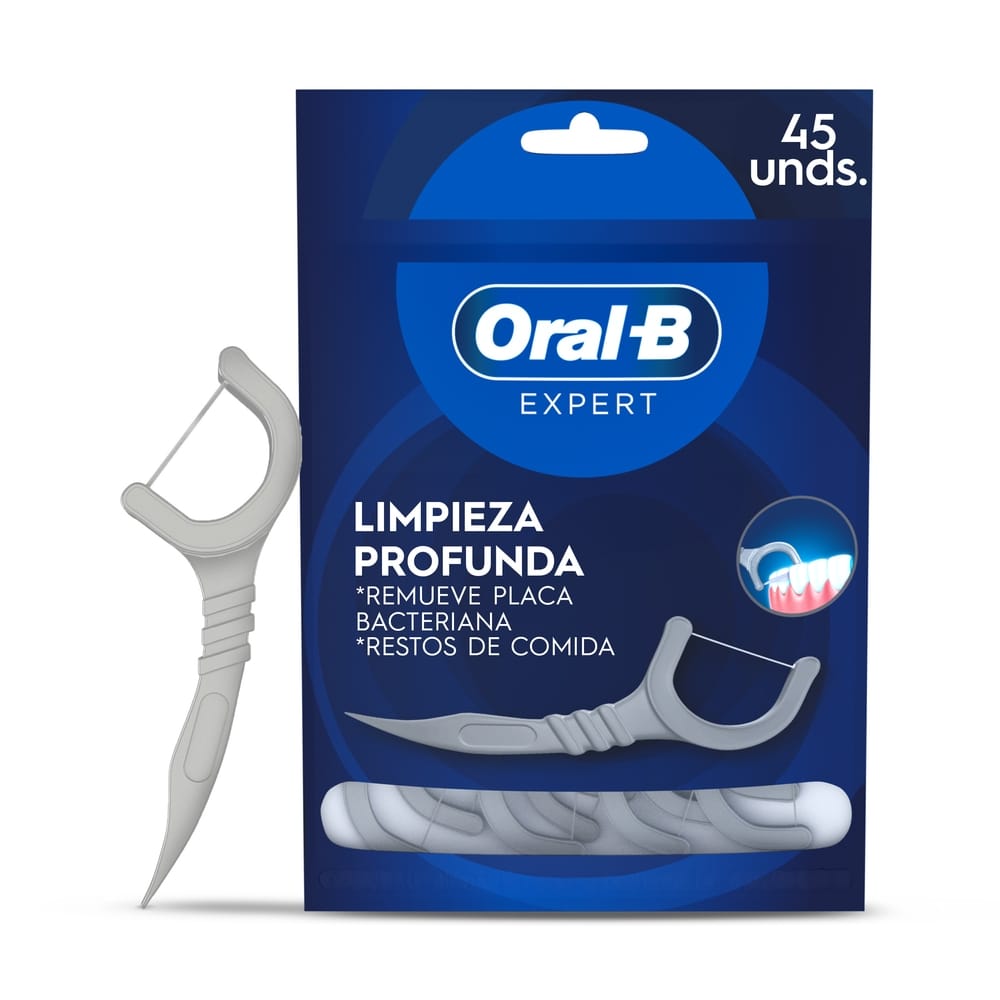 45
unds.
Oral-B
EXPERT
LIMPIEZA
PROFUNDA
*REMUEVE PLACA
BACTERIANA
*RESTOS DE COMIDA